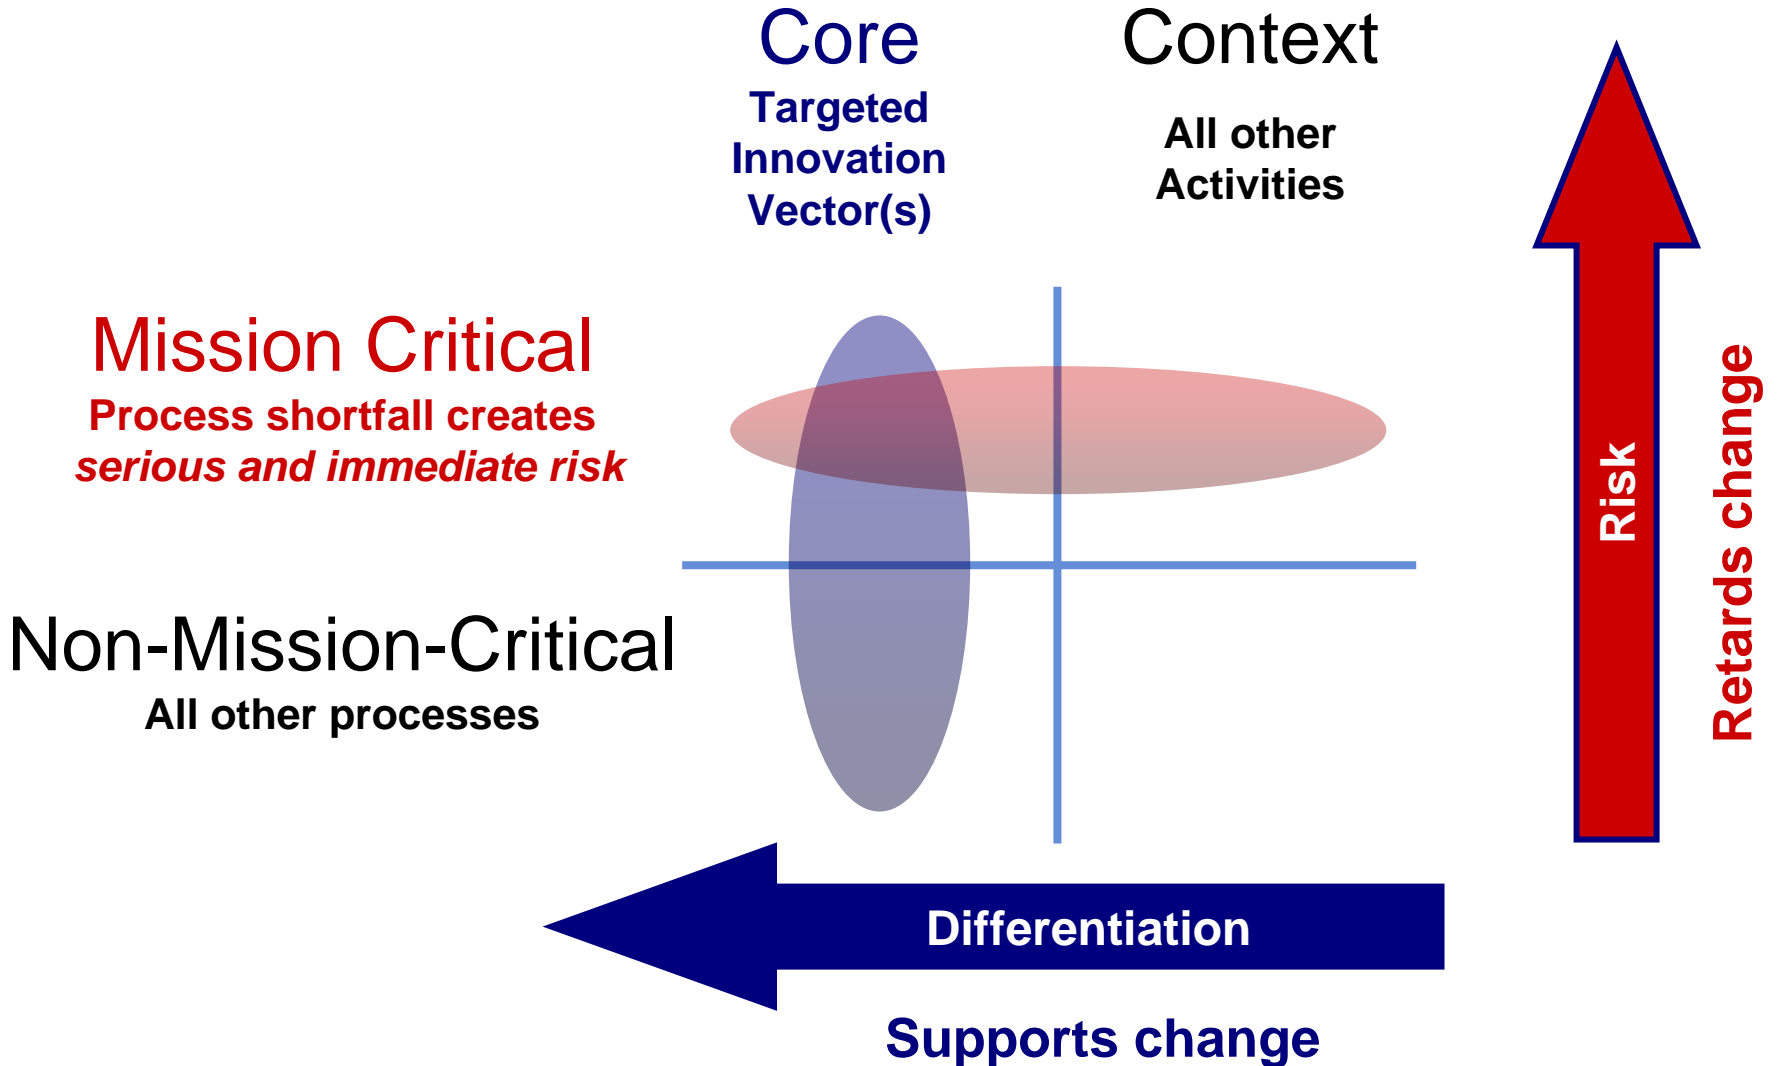 Core
Targeted
Innovation
Vector(s)
Context
All other
Activities
Mission Critical
Process shortfall creates
serious and immediate risk
Non-Mission-Critical
All other processes
Risk
Retards change
Differentiation
Supports change